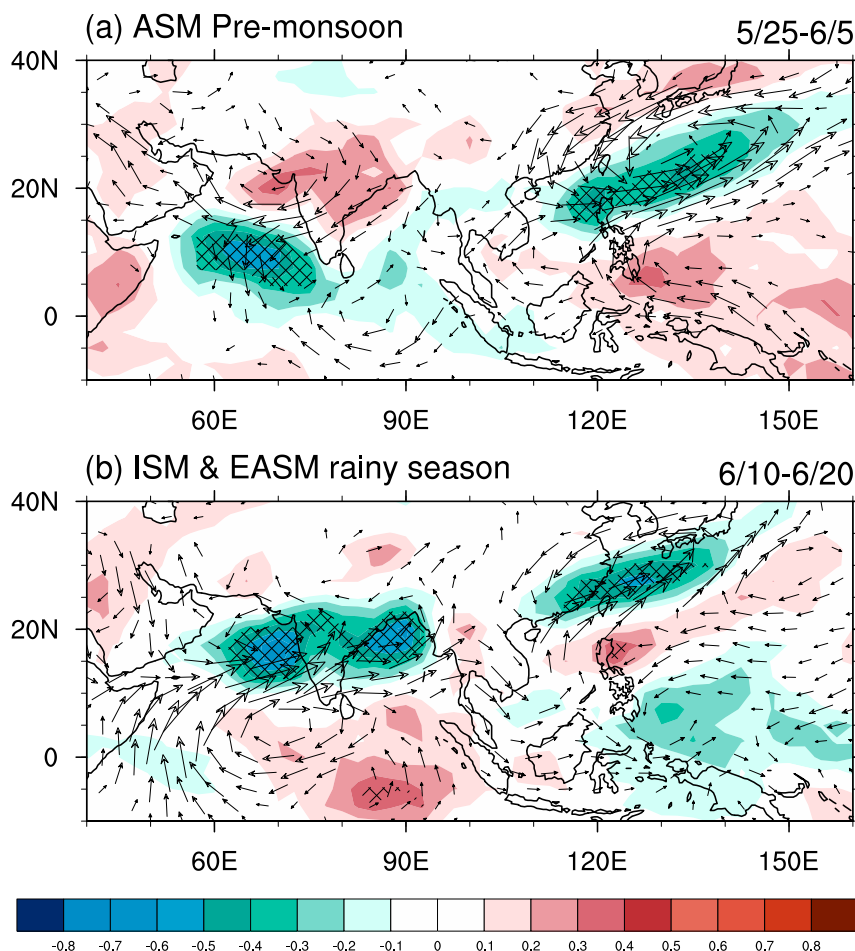 (a) ASM Pre-monsoon 5/25-6/5
40N
20N
0
60E 90E 120E 150E
(b) ISM & EASM rainy season 6/10-6/20
40N
20N
0
60E 90E 120E 150E
-0.8 -0.7 -0.6 -0.5 -0.4 -0.3 -0.2 -0.1 0 0.1 0.2 0.3 0.4 0.5 0.6 0.7 0.8